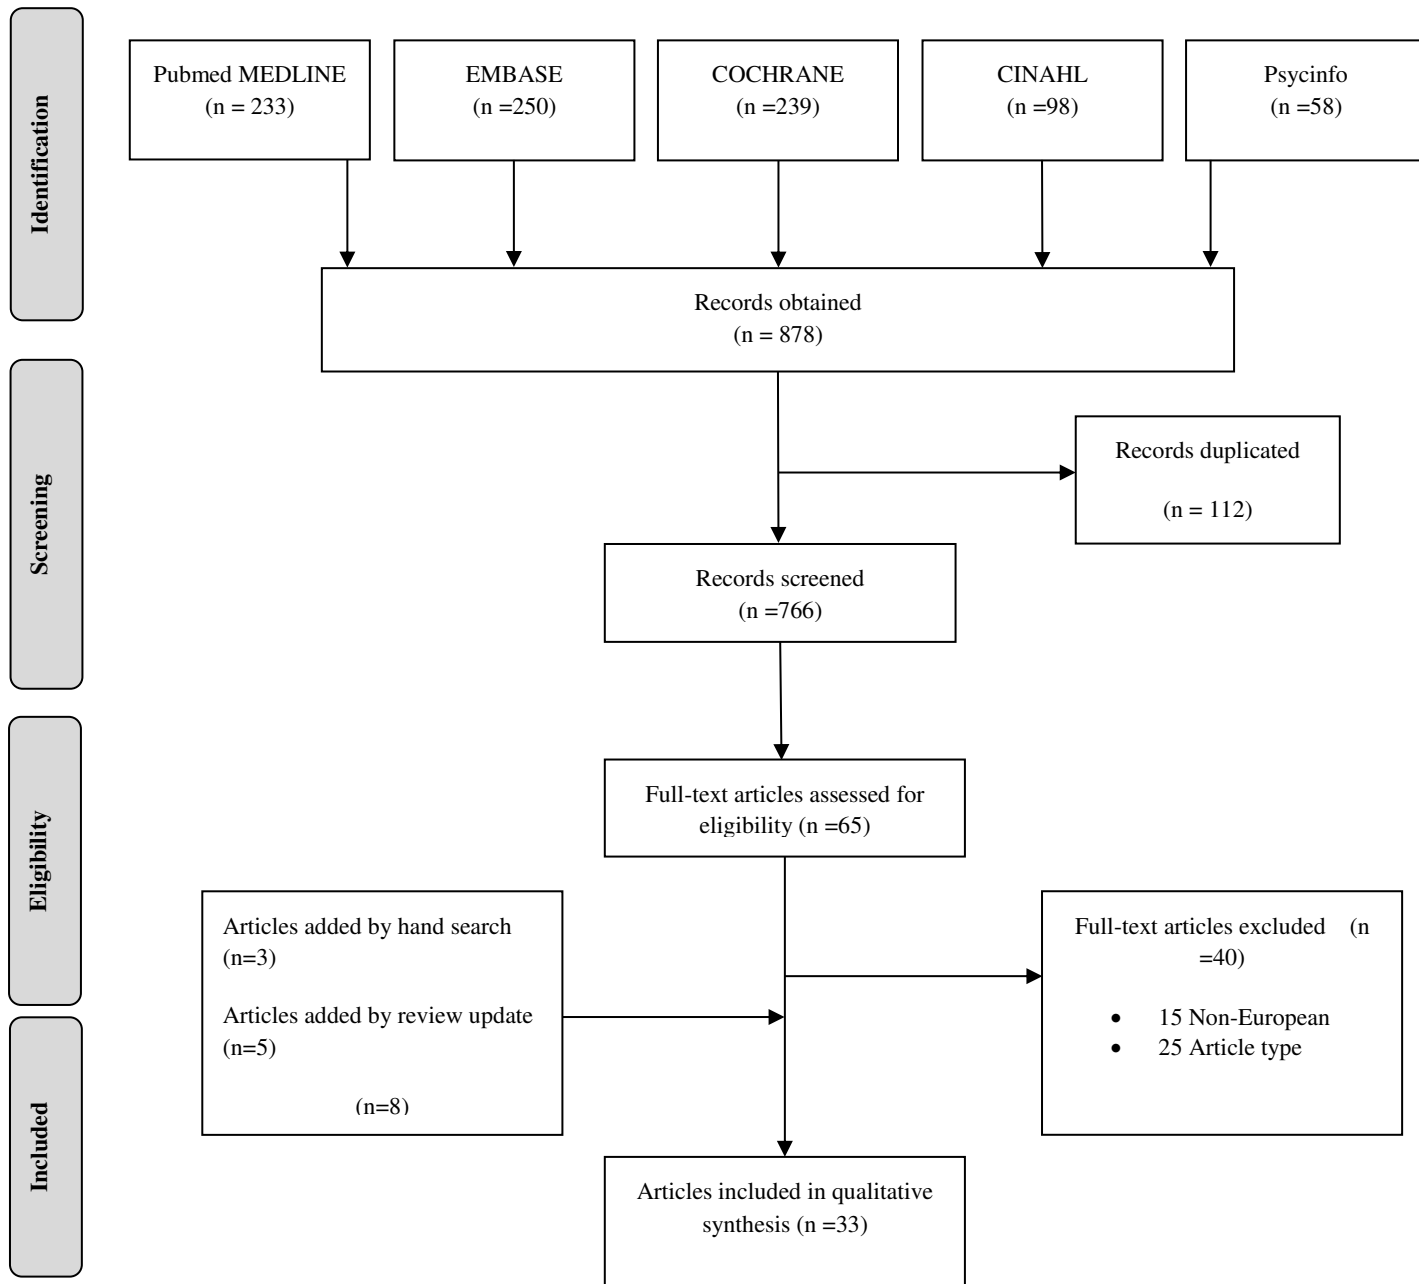 Identification
Pubmed MEDLINE
(n = 233)
EMBASE
(n =250)
COCHRANE
(n =239)
CINAHL
(n =98)
Psycinfo
(n =58)
Records obtained
(n = 878)
Screening
Records duplicated
(n = 112)
Records screened
(n =766)
Eligibility
Full-text articles assessed for
eligibility (n =65)
Articles added by hand search
(n=3)
Articles added by review update
(n=5)
(n=8)
Full-text articles excluded (n
=40)
• 15 Non-European
• 25 Article type
Included
Articles included in qualitative
synthesis (n =33)